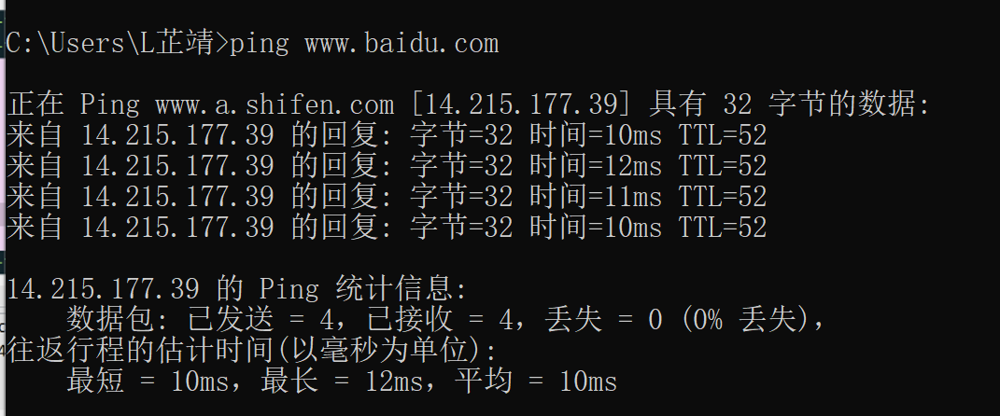 C:\Users\L芷靖>ping www.baidu.com
正在 Ping www.a.shifen.com [14.215.177.39] 具有 32 字节的数据:
来自 14.215.177.39 的回复: 字节=32 时间=10ms TTL=52
来自 14.215.177.39 的回复: 字节=32 时间=12ms TTL=52
来自 14.215.177.39 的回复: 字节=32 时间=11ms TTL=52
来自 14.215.177.39 的回复: 字节=32 时间=10ms TTL=52
14.215.177.39 的 Ping 统计信息:
数据包: 已发送 = 4，已接收 = 4，丢失 = 0 (0% 丢失)，
往返行程的估计时间(以毫秒为单位):
最短 = 10ms，最长 = 12ms，平均 = 10ms